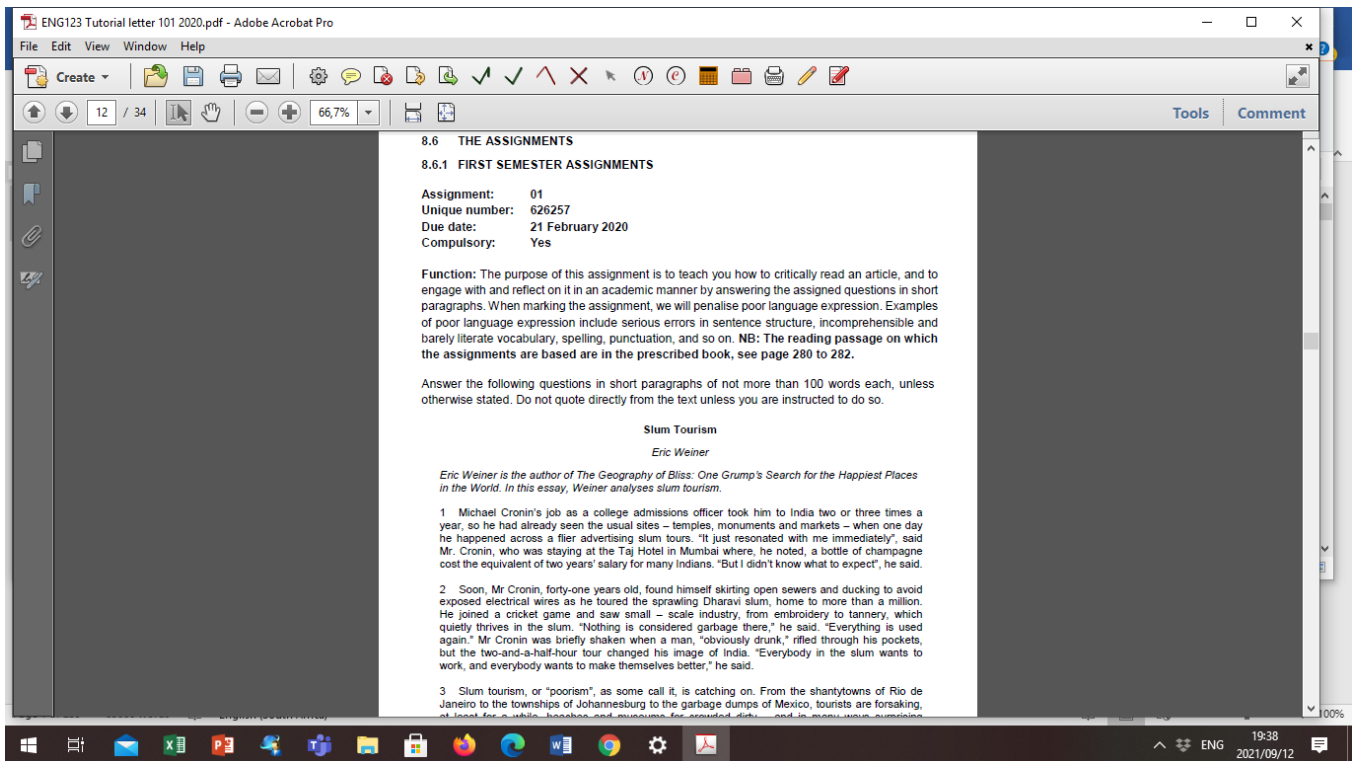 ENG123 Tutorial letter 101 2020.pdf - Adobe Acrobat Pro
File Edit View Window Help
Create
12 / 34 66,7% Tools Comment
8.6 THE ASSIGNMENTS
8.6.1 FIRST SEMESTER ASSIGNMENTS
Assignment: 01
Unique number: 626257
Due date: 21 February 2020
Compulsory: Yes
Function: The purpose of this assignment is to teach you how to critically read an article, and to
engage with and reflect on it in an academic manner by answering the assigned questions in short
paragraphs. When marking the assignment, we will penalise poor language expression. Examples
of poor language expression include serious errors in sentence structure, incomprehensible and
barely literate vocabulary, spelling, punctuation, and so on. NB: The reading passage on which
the assignments are based are in the prescribed book, see page 280 to 282.
Answer the following questions in short paragraphs of not more than 100 words each, unless
otherwise stated. Do not quote directly from the text unless you are instructed to do so.
Slum Tourism
Eric Weiner
Eric Weiner is the author of The Geography of Bliss: One Grump's Search for the Happiest Places
in the World. In this essay, Weiner analyses slum tourism.
1 Michael Cronin's job as a college admissions officer took him to India two or three times a
year, so he had already seen the usual sites – temples, monuments and markets – when one day
he happened across a flier advertising slum tours. "It just resonated with me immediately", said
Mr. Cronin, who was staying at the Taj Hotel in Mumbai where, he noted, a bottle of champagne
cost the equivalent of two years' salary for many Indians. "But I didn't know what to expect", he said.
2 Soon, Mr Cronin, forty-one years old, found himself skirting open sewers and ducking to avoid
exposed electrical wires as he toured the sprawling Dharavi slum, home to more than a million.
He joined a cricket game and saw small – scale industry, from embroidery to tannery, which
quietly thrives in the slum. "Nothing is considered garbage there," he said. "Everything is used
again." Mr Cronin was briefly shaken when a man, "obviously drunk," rifled through his pockets,
but the two-and-a-half-hour tour changed his image of India. "Everybody in the slum wants to
work, and everybody wants to make themselves better," he said.
3 Slum tourism, or "poorism", as some call it, is catching on. From the shantytowns of Rio de
Janeiro to the townships of Johannesburg to the garbage dumps of Mexico, tourists are forsaking,
at least for a while, beaches and museums for crowded dirty – and in many ways surprising
100%
ENG 19:38
2021/09/12